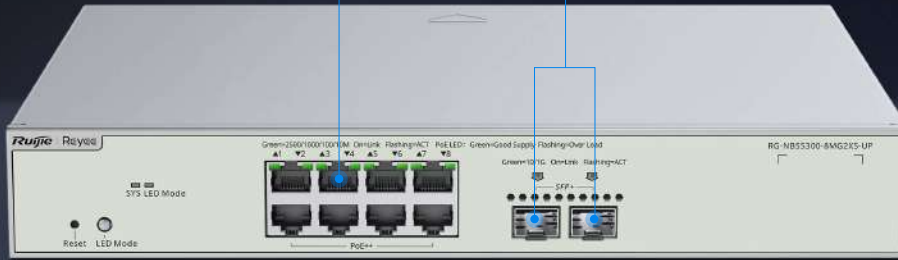 Ruijie Reyee
Green=2500/1000/100/10M On=Link Flashing=ACT PoE LED: Green=Good Supply Flashing=Over Load
▲1 ▼2 ▲3 ▼4 ▲5 ▼6 ▲7 ▼8
RG-NBS5300-8MG2XS-UP
Green=10/1G On=Link Flashing=ACT
SFP+
SYS LED Mode
Reset LED Mode
PoE++